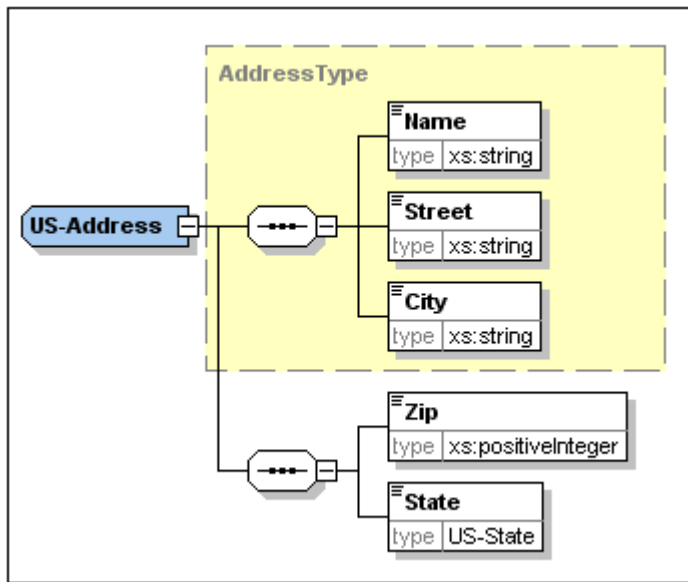 AddressType
Name
type xs:string
US-Address
Street
type xs:string
City
type xs:string
Zip
type xs:positiveInteger
State
type US-State